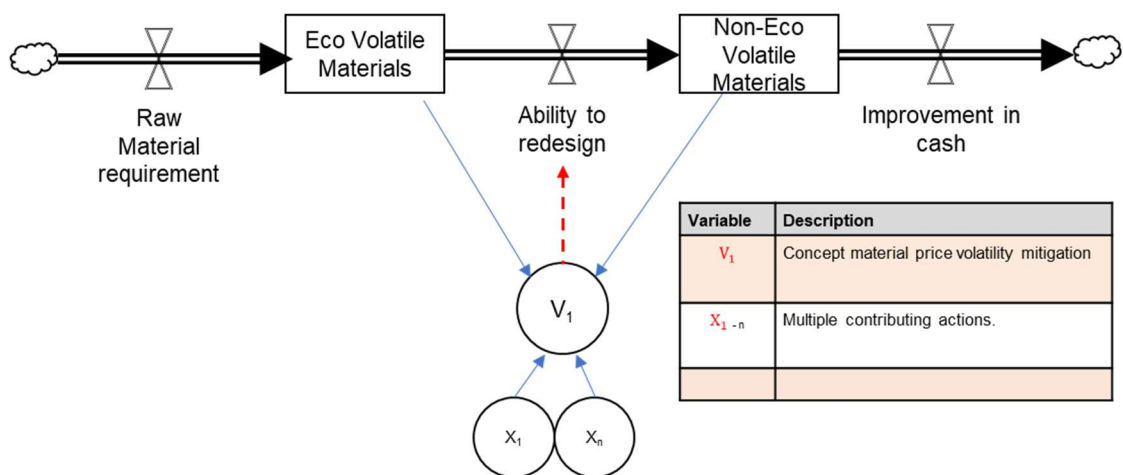 Eco Volatile
Materials
Non-Eco
Volatile
Materials
Raw
Material
requirement
Ability to
redesign
Improvement in
cash
Variable Description
V₁ Concept material price volatility mitigation
X₁ - n Multiple contributing actions.
V₁
X₁ Xₙ